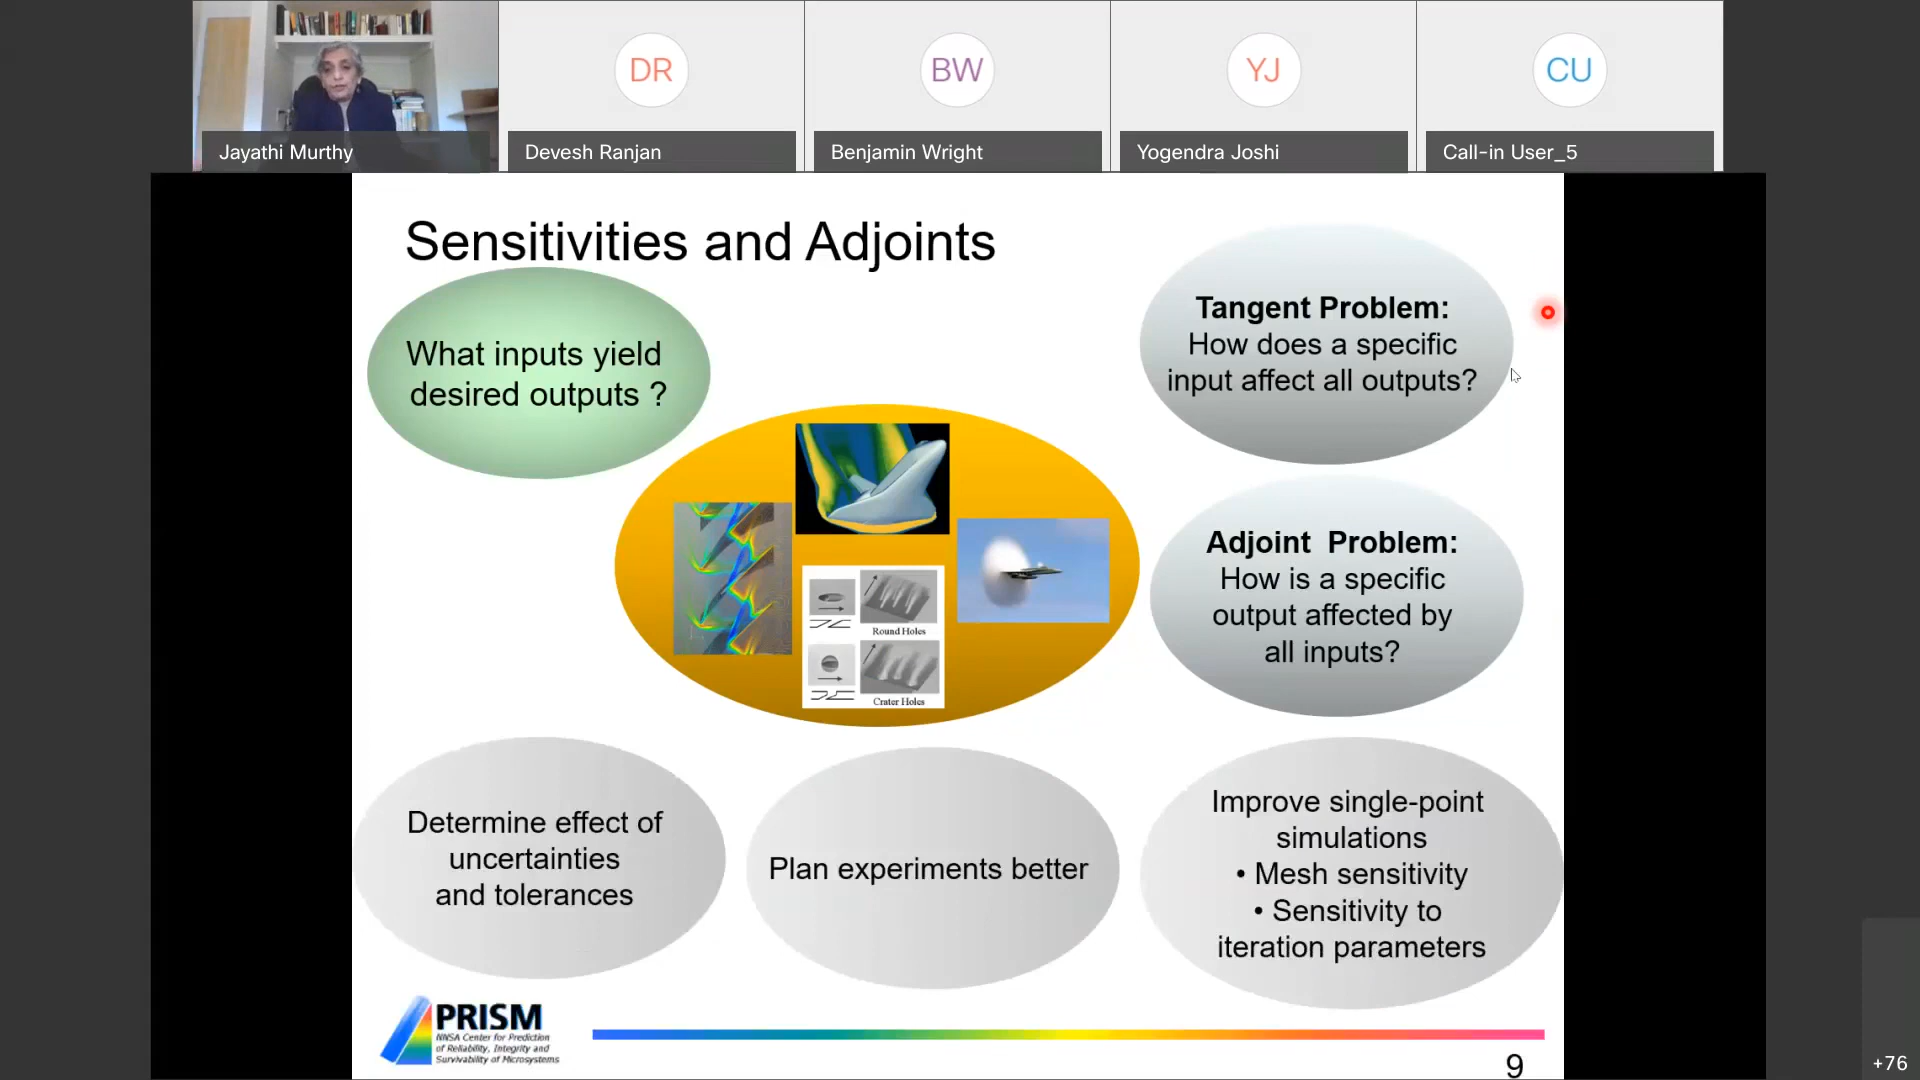 DR
BW
YJ
CU
Jayathi Murthy
Devesh Ranjan
Benjamin Wright
Yogendra Joshi
Call-in User_5
Sensitivities and Adjoints
What inputs yield
desired outputs ?
Tangent Problem:
How does a specific
input affect all outputs?
Round Holes
Crater Holes
Adjoint Problem:
How is a specific
output affected by
all inputs?
Determine effect of
uncertainties
and tolerances
Plan experiments better
Improve single-point
simulations
• Mesh sensitivity
• Sensitivity to
iteration parameters
PRISM
NNSA Center for Prediction
of Reliability, Integrity and
Survivability of Microsystems
9
+76